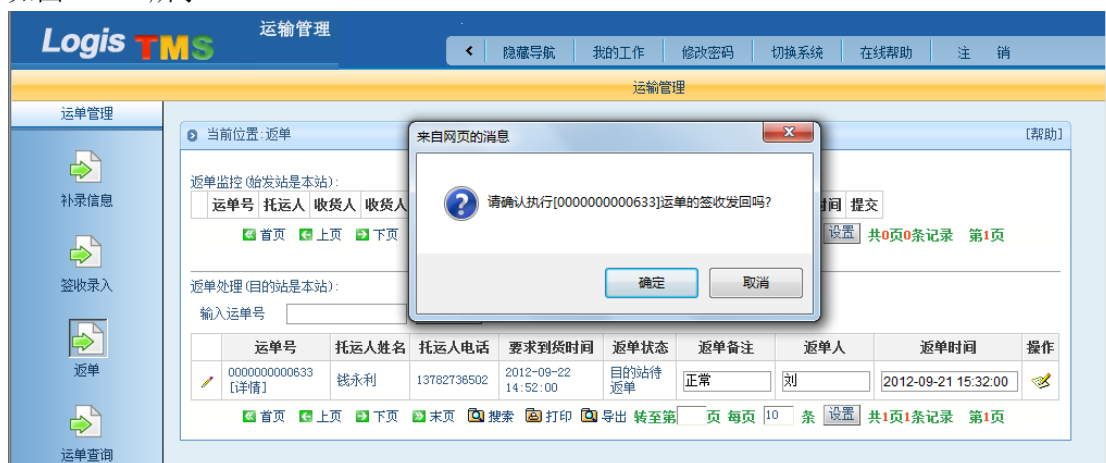 Logis TMS
运输管理
隐藏导航 我的工作 修改密码 切换系统 在线帮助 注 销
运输管理
运单管理
补录信息
签收录入
返单
运单查询
当前位置:返单 [帮助]
返单监控(始发站是本站):
运单号 托运人 收货人 收货人 时间 提交
首页 上页 下页 设置 共0页0条记录 第1页
来自网页的消息
请确认执行[0000000000633]运单的签收发回吗?
确定 取消
返单处理(目的站是本站):
输入运单号
运单号 托运人姓名 托运人电话 要求到货时间 返单状态 返单备注 返单人 返单时间 操作
0000000000633 钱永利 13782736502 2012-09-22 目的站待 正常 刘 2012-09-21 15:32:00
[详情] 14:52:00 返单
首页 上页 下页 末页 搜索 打印 导出 转至第 页 每页 10 条 设置 共1页1条记录 第1页